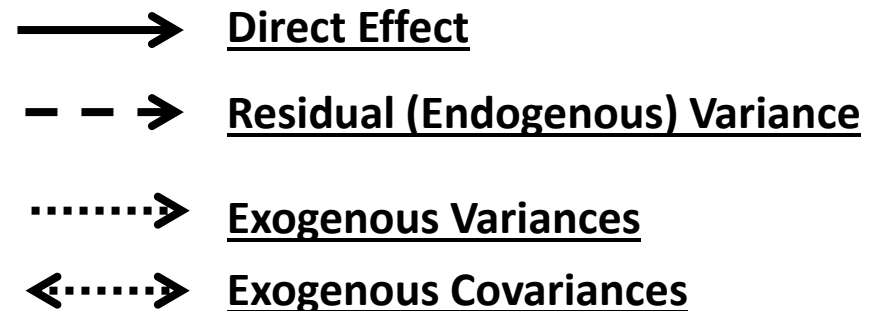 Direct Effect
Residual (Endogenous) Variance
Exogenous Variances
Exogenous Covariances